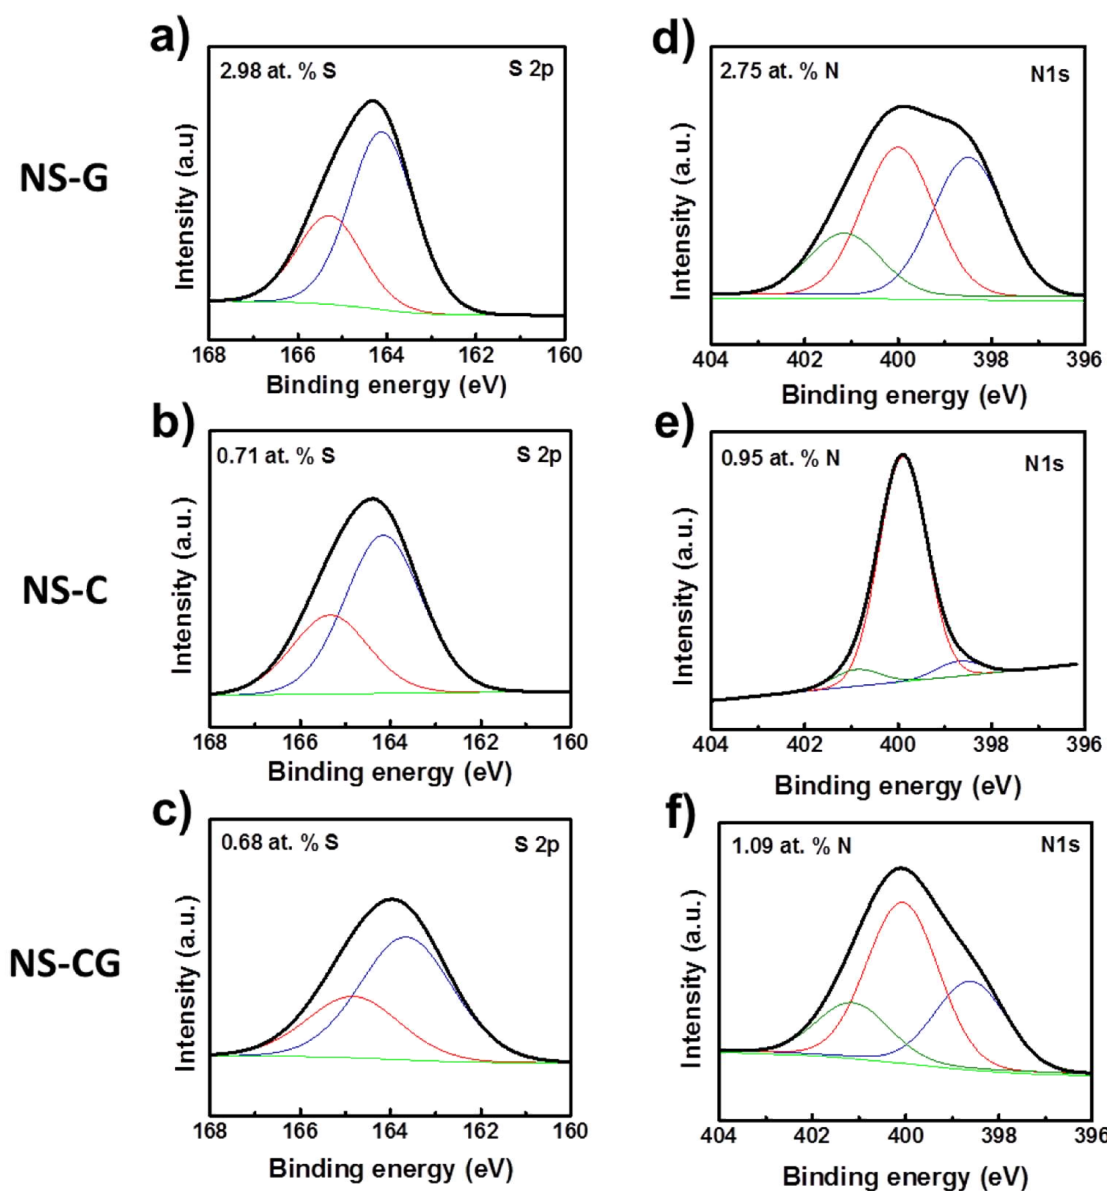 a)
2.98 at. % S
S 2p
Intensity (a.u)
168 166 164 162 160
Binding energy (eV)
d)
2.75 at. % N
N1s
Intensity (a.u.)
404 402 400 398 396
Binding energy (eV)
NS-G
b)
0.71 at. % S
S 2p
Intensity (a.u.)
168 166 164 162 160
Binding energy (eV)
e)
0.95 at. % N
N1s
Intensity (a.u.)
404 402 400 398 396
Binding energy (eV)
NS-C
c)
0.68 at. % S
S 2p
Intensity (a.u.)
168 166 164 162 160
Binding energy (eV)
f)
1.09 at. % N
N1s
Intensity (a.u.)
404 402 400 398 396
Binding energy (eV)
NS-CG